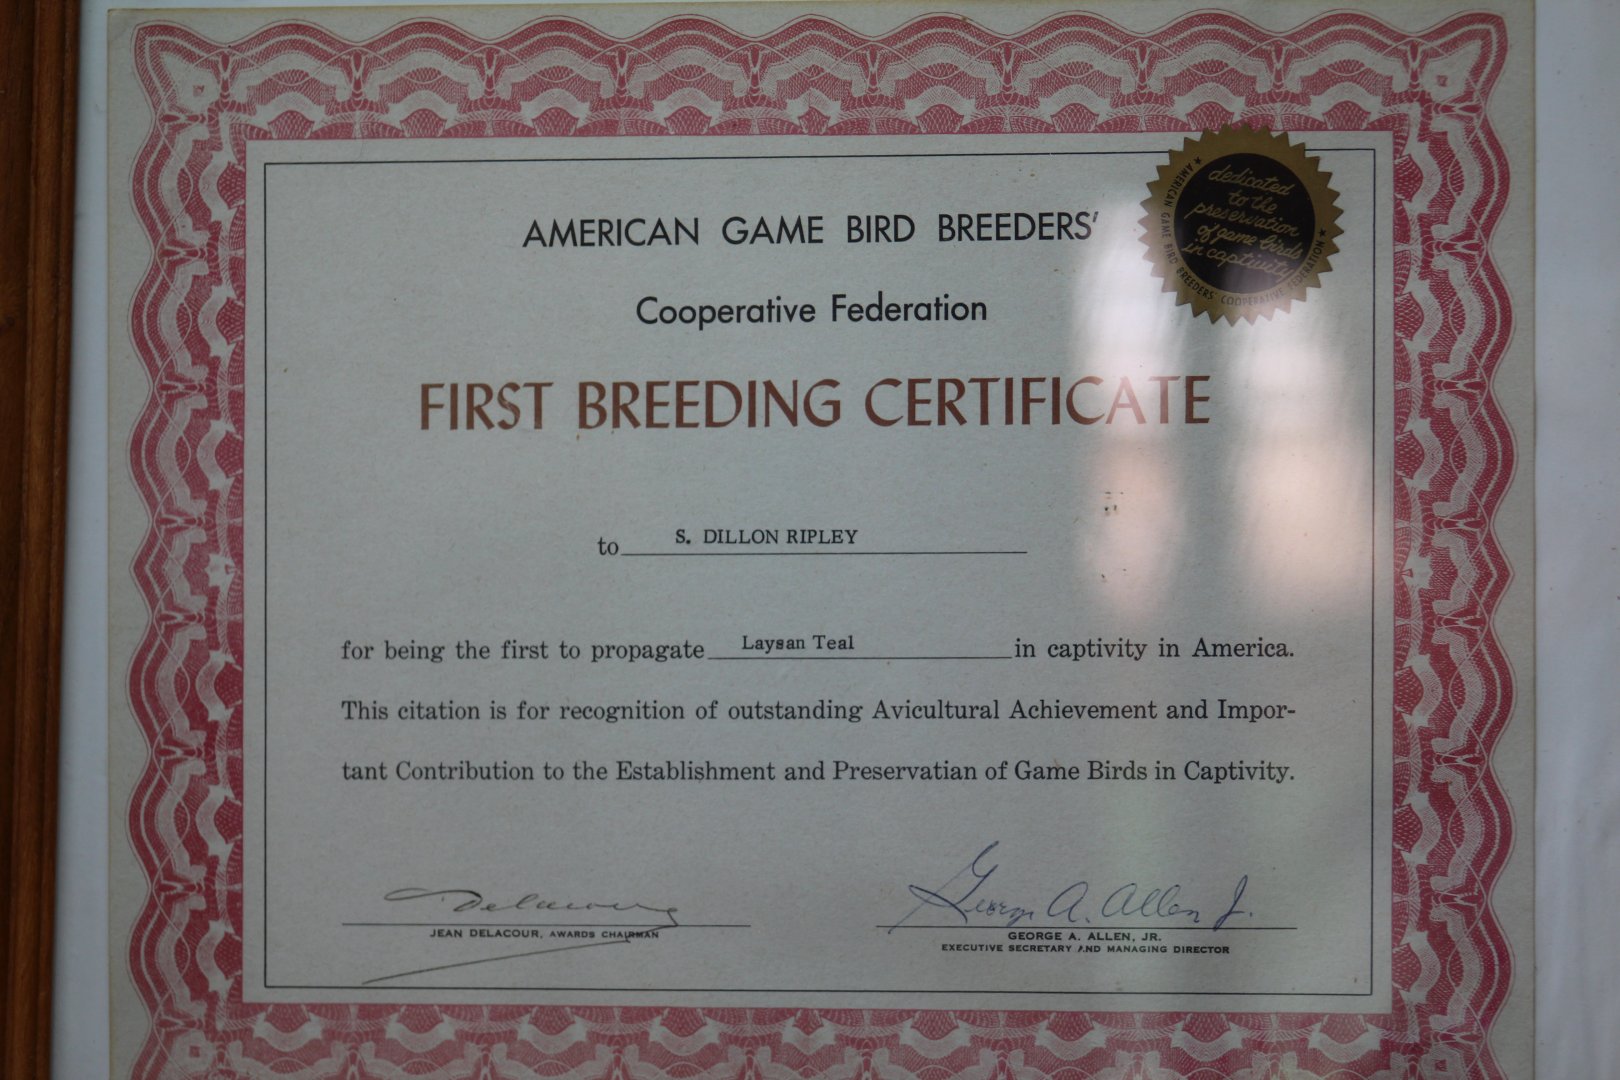 AMERICAN GAME BIRD BREEDERS'
Cooperative Federation
FIRST BREEDING CERTIFICATE
dedicated
to the
preservation
of game birds
in captivity
★ AMERICAN GAME BIRD BREEDERS' COOPERATIVE FEDERATION ★
to S. DILLON RIPLEY
for being the first to propagate Laysan Teal in captivity in America.
This citation is for recognition of outstanding Avicultural Achievement and Impor-
tant Contribution to the Establishment and Preservatian of Game Birds in Captivity.
Delacour
George A. Allen Jr.
JEAN DELACOUR, AWARDS CHAIRMAN
GEORGE A. ALLEN, JR.
EXECUTIVE SECRETARY AND MANAGING DIRECTOR